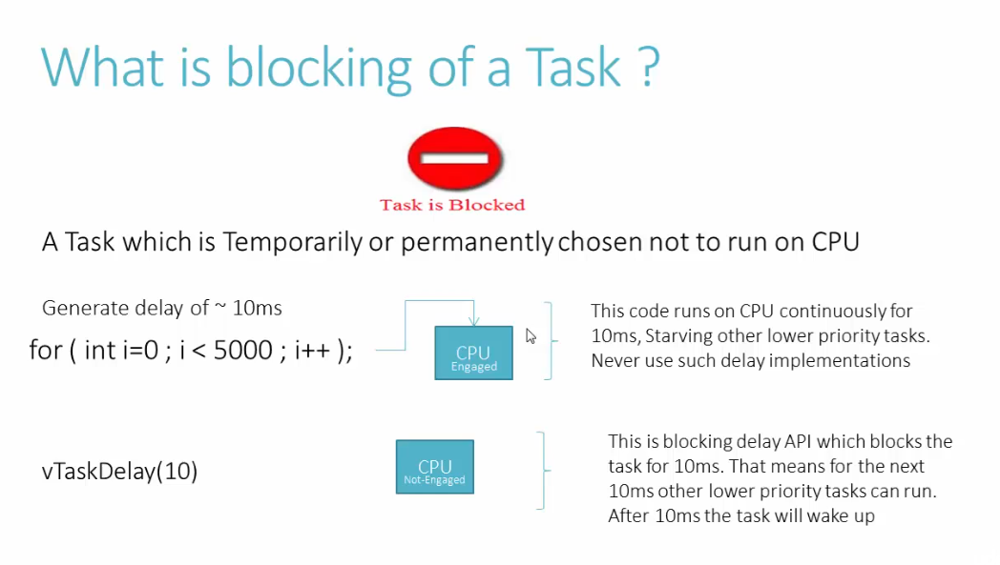 What is blocking of a Task ?
Task is Blocked
A Task which is Temporarily or permanently chosen not to run on CPU
Generate delay of ~ 10ms
for ( int i=0 ; i < 5000 ; i++ );
CPU
Engaged
This code runs on CPU continuously for
10ms, Starving other lower priority tasks.
Never use such delay implementations
vTaskDelay(10)
CPU
Not-Engaged
This is blocking delay API which blocks the
task for 10ms. That means for the next
10ms other lower priority tasks can run.
After 10ms the task will wake up